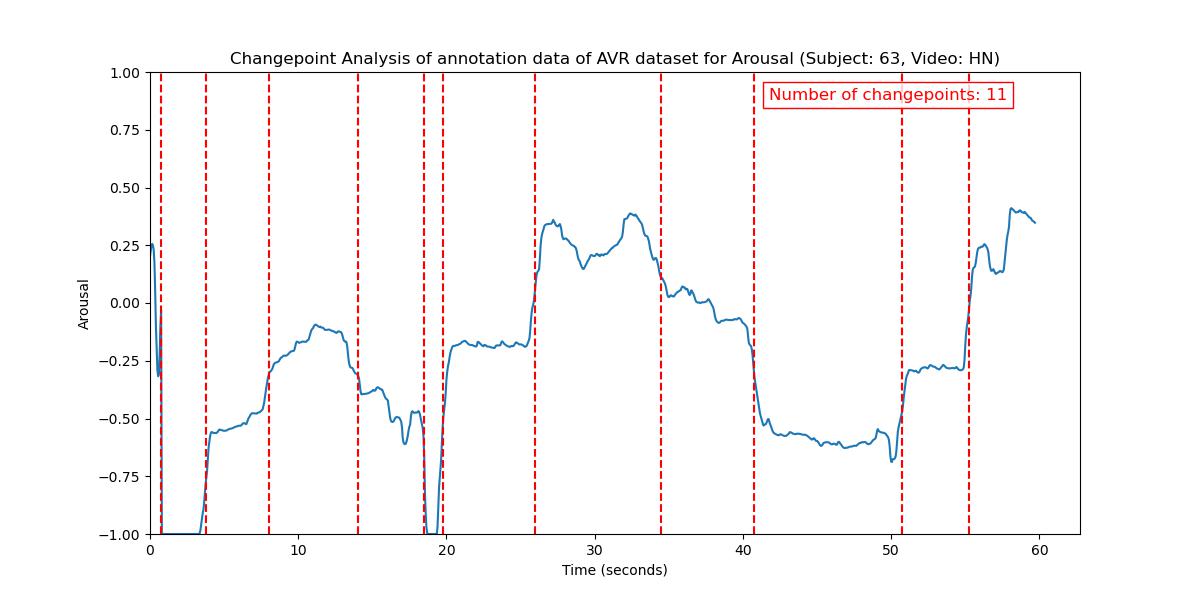 Changepoint Analysis of annotation data of AVR dataset for Arousal (Subject: 63, Video: HN)
Number of changepoints: 11
1.00
0.75
0.50
0.25
0.00
−0.25
−0.50
−0.75
−1.00
Arousal
0 10 20 30 40 50 60
Time (seconds)